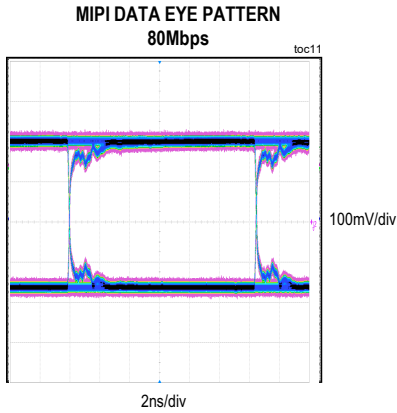 MIPI DATA EYE PATTERN
80Mbps
toc11
100mV/div
2ns/div